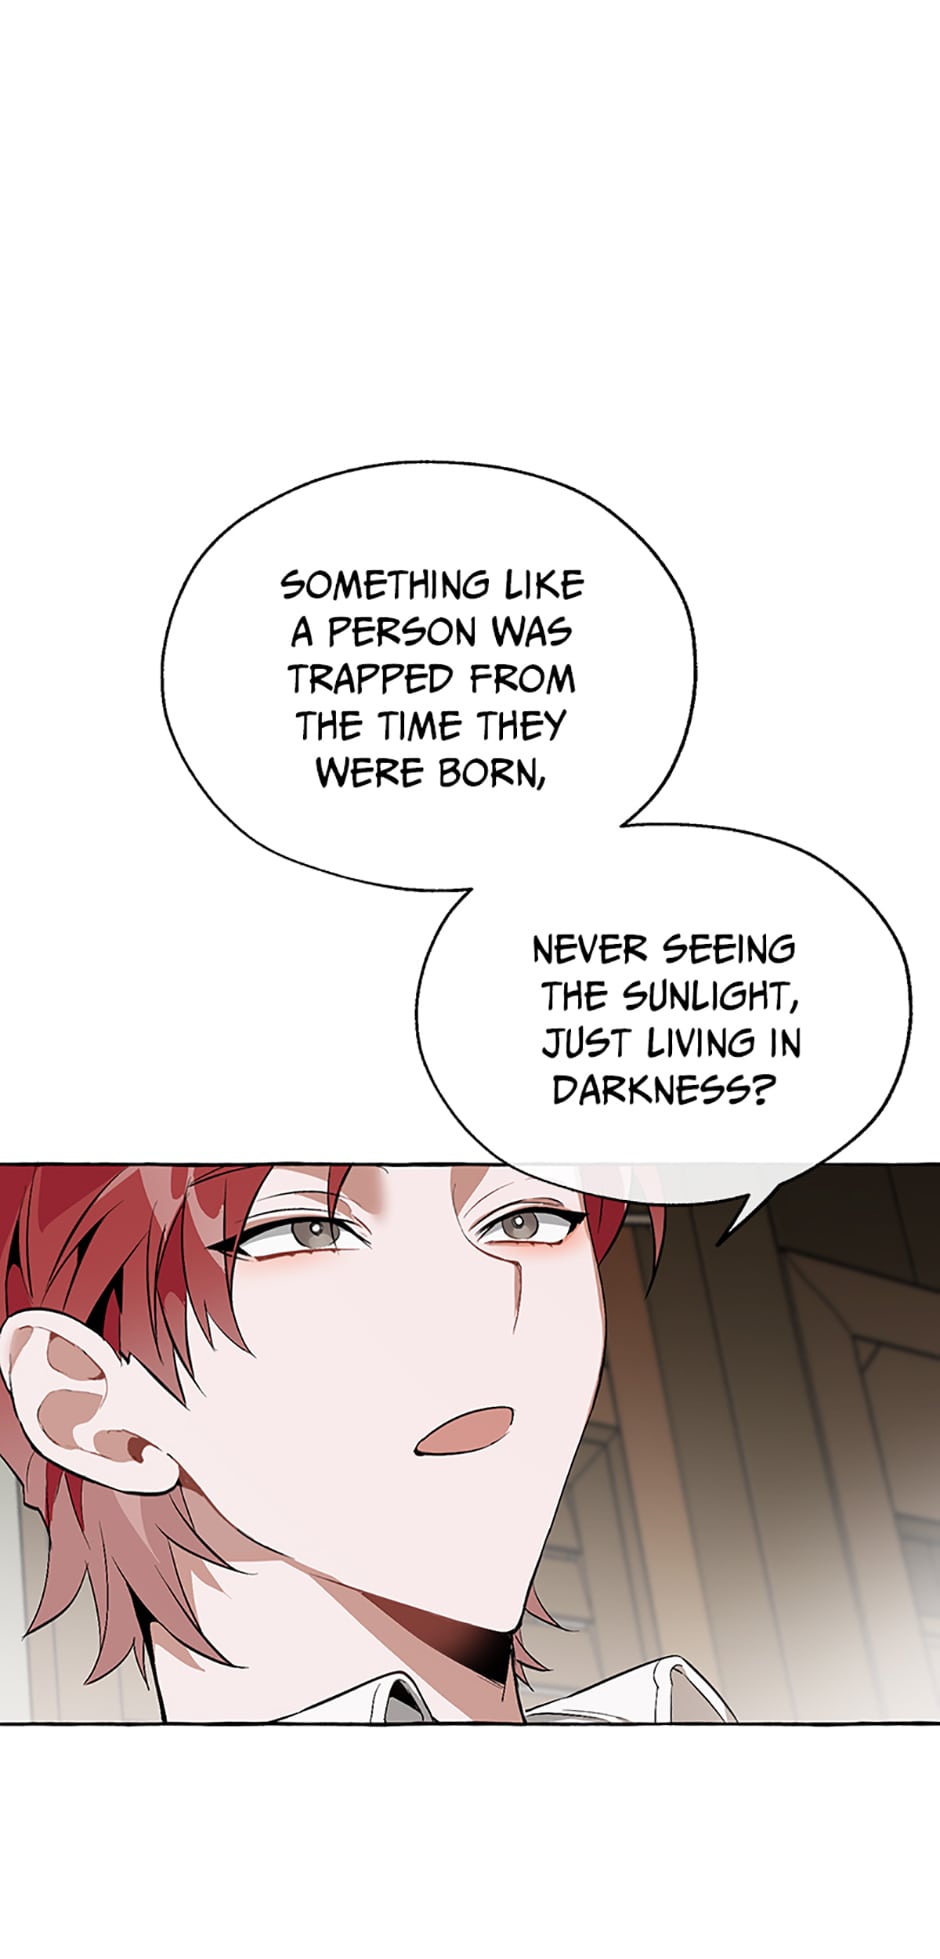 SOMETHING LIKE
A PERSON WAS
TRAPPED FROM
THE TIME THEY
WERE BORN,
NEVER SEEING
THE SUNLIGHT,
JUST LIVING IN
DARKNESS?